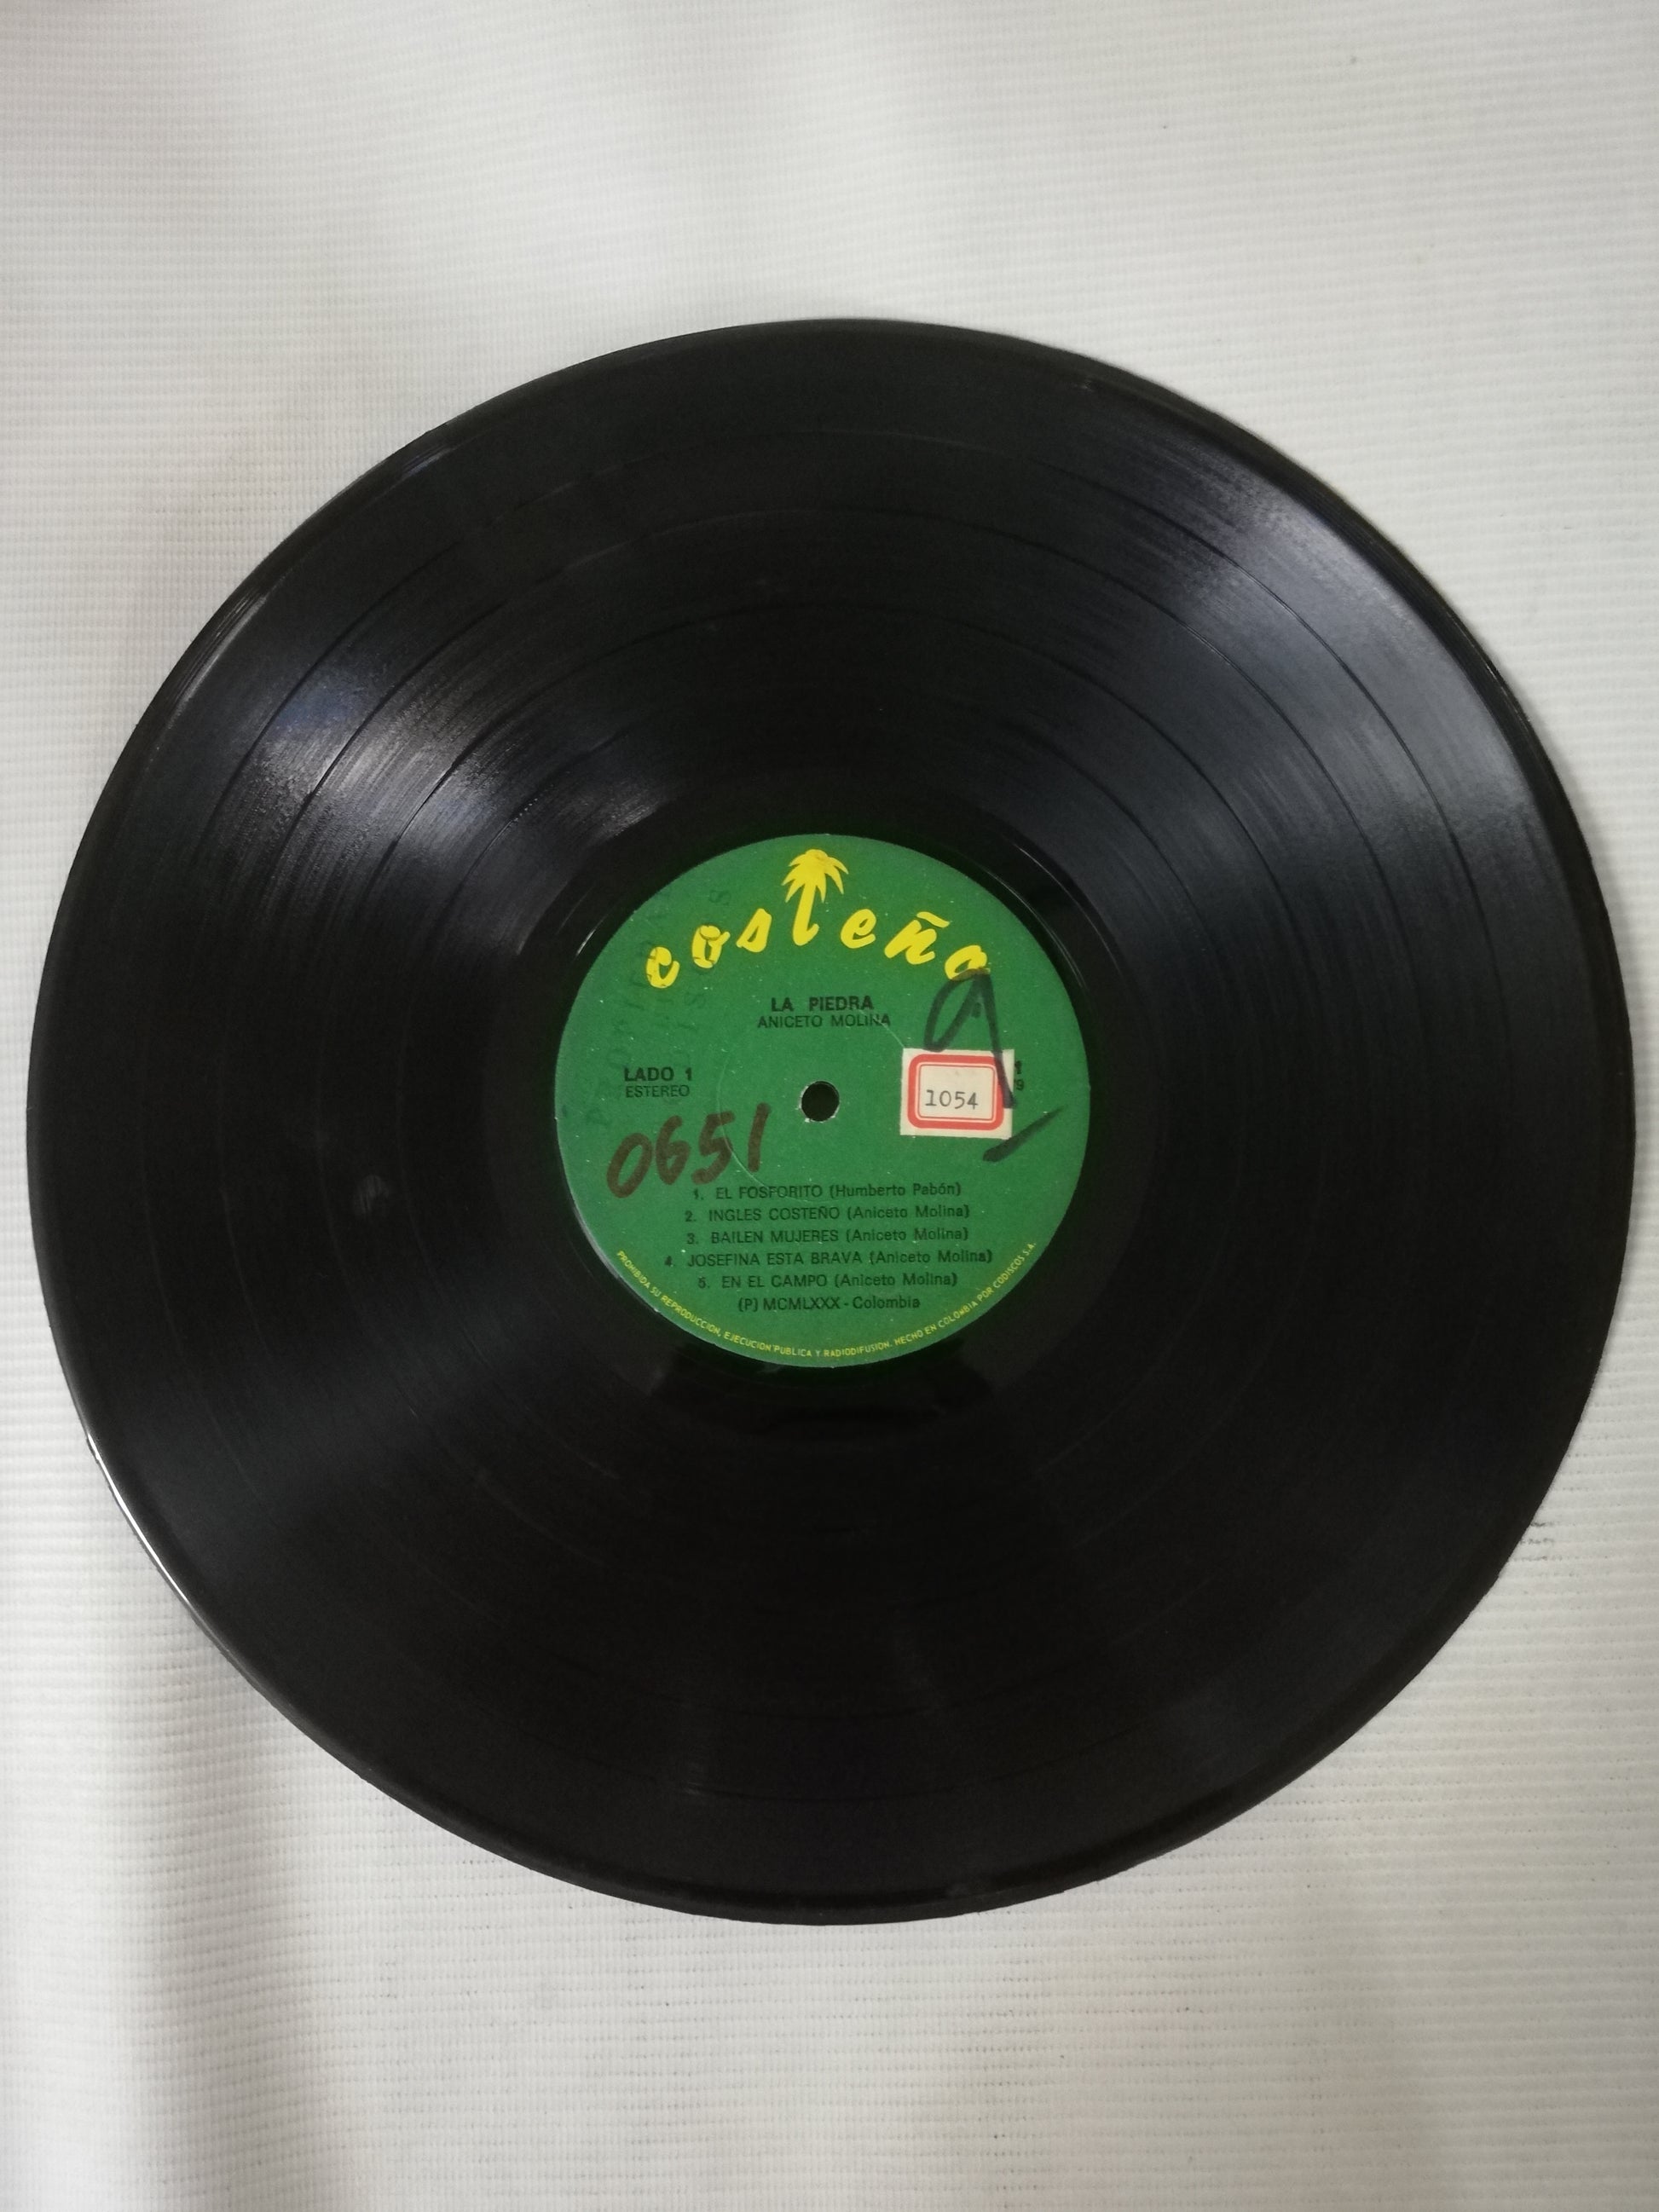 costeña
LA PIEDRA
ANICETO MOLINA
LADO 1
ESTEREO
9
1054
0651
1. EL FOSFORITO (Humberto Pabón)
2. INGLES COSTEÑO (Aniceto Molina)
3. BAILEN MUJERES (Aniceto Molina)
4. JOSEFINA ESTA BRAVA (Aniceto Molina)
5. EN EL CAMPO (Aniceto Molina)
(P) MCMLXXX - Colombia
PROHIBIDA SU REPRODUCCION, EJECUCION PUBLICA Y RADIODIFUSION. HECHO EN COLOMBIA POR CODISCOS S.A.